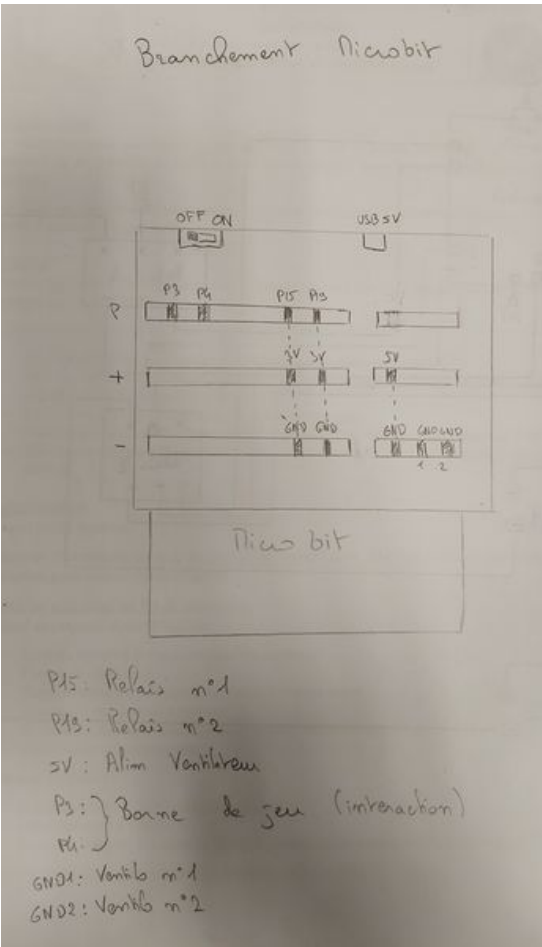 Branchement Microbit
OFF ON
USB 5V
P3 P4 P15 P19
P
3V 3V 5V
+
GND GND GND GND GND
-
1 2
Micro bit
P15: Relais n°1
P19: Relais n°2
5V: Alim Ventilateur
P3: } Borne de jeu (interaction)
P4:
GND1: Ventilo n°1
GND2: Ventilo n°2